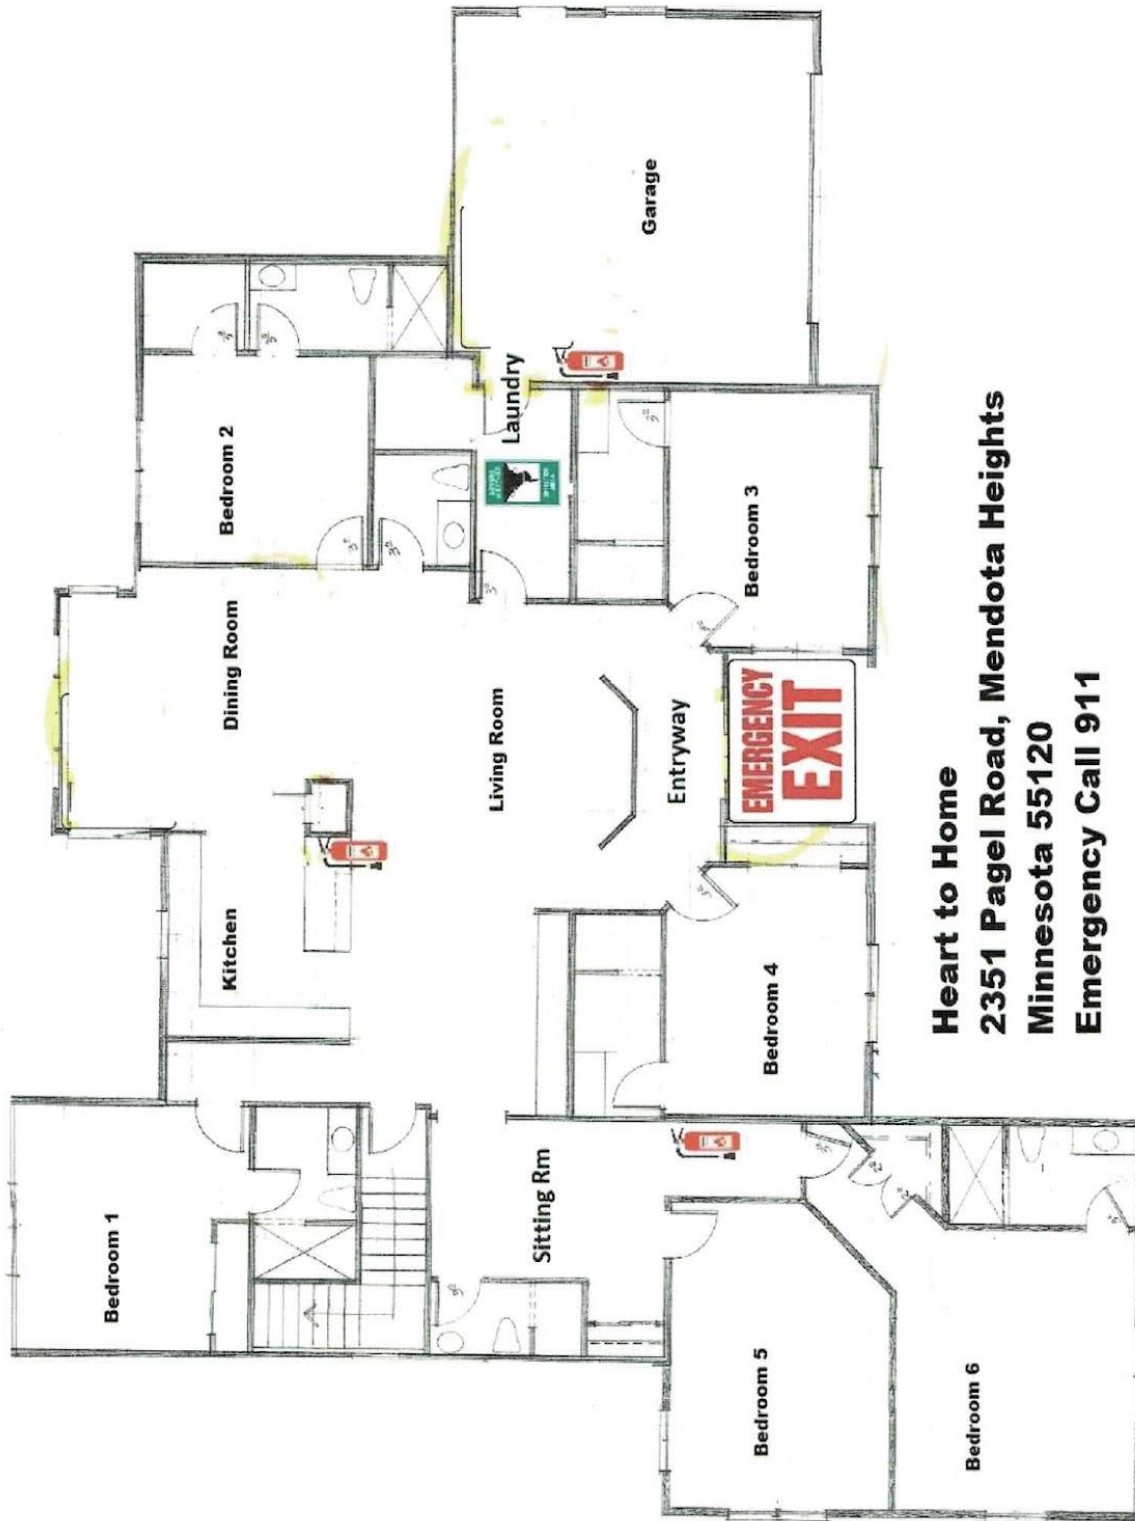 Bedroom 1
Kitchen
Dining Room
Bedroom 2
Sitting Rm
Living Room
Laundry
Garage
Entryway
Bedroom 5
Bedroom 4
EMERGENCY
EXIT
Bedroom 3
Bedroom 6
Heart to Home
2351 Pagel Road, Mendota Heights
Minnesota 55120
Emergency Call 911